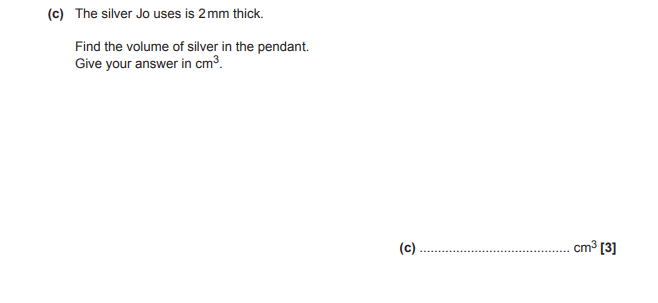 (c) The silver Jo uses is 2 mm thick.
Find the volume of silver in the pendant.
Give your answer in cm³.
(c) .......................................... cm³ [3]